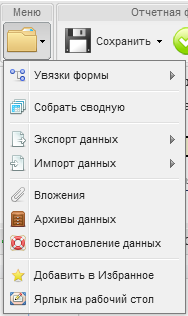 Меню
Отчетная ф
Сохранить
Увязки формы
Собрать сводную
Экспорт данных
Импорт данных
Вложения
Архивы данных
Восстановление данных
Добавить в Избранное
Ярлык на рабочий стол